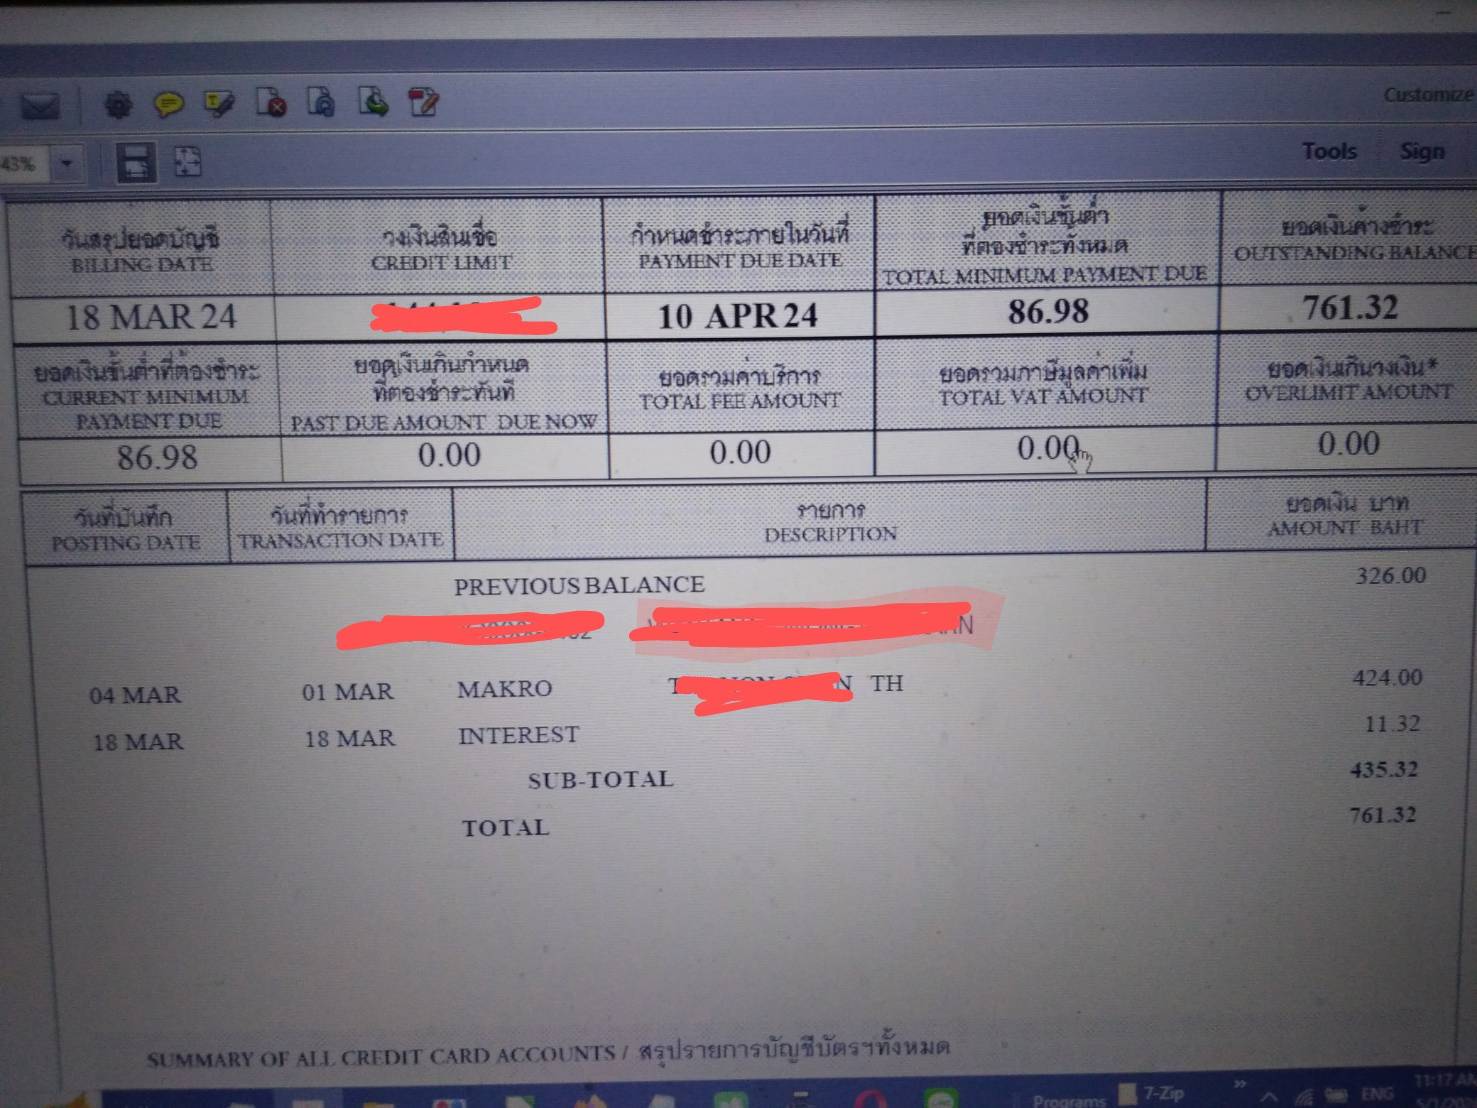 Customize
43%
Tools Sign
วันสรุปยอดบัญชี
BILLING DATE
วงเงินสินเชื่อ
CREDIT LIMIT
กำหนดชำระภายในวันที่
PAYMENT DUE DATE
ยอดเงินขั้นต่ำ
ที่ต้องชำระทั้งหมด
TOTAL MINIMUM PAYMENT DUE
ยอดเงินค้างชำระ
OUTSTANDING BALANCE
18 MAR 24
10 APR 24
86.98
761.32
ยอดเงินขั้นต่ำที่ต้องชำระ
CURRENT MINIMUM
PAYMENT DUE
ยอดเงินเกินกำหนด
ที่ต้องชำระทันที
PAST DUE AMOUNT DUE NOW
ยอดรวมค่าบริการ
TOTAL FEE AMOUNT
ยอดรวมภาษีมูลค่าเพิ่ม
TOTAL VAT AMOUNT
ยอดเงินเกินวงเงิน*
OVERLIMIT AMOUNT
86.98
0.00
0.00
0.00
0.00
วันที่บันทึก
POSTING DATE
วันที่ทำรายการ
TRANSACTION DATE
รายการ
DESCRIPTION
ยอดเงิน บาท
AMOUNT BAHT
PREVIOUS BALANCE 326.00
04 MAR 01 MAR MAKRO TH 424.00
18 MAR 18 MAR INTEREST 11.32
SUB-TOTAL 435.32
TOTAL 761.32
SUMMARY OF ALL CREDIT CARD ACCOUNTS / สรุปรายการบัญชีบัตรฯทั้งหมด
Programs 7-Zip ENG